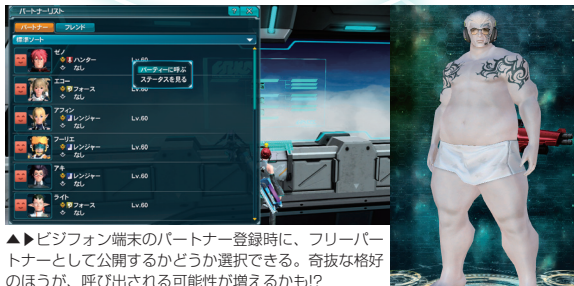 パートナーリスト
パートナー フレンド
標準ソート
ゼノ
ハンター Lv.60
なし
パーティーに呼ぶ
ステータスを見る
エコー
フォース Lv.60
なし
アフィン
レンジャー Lv.60
なし
フーリエ
レンジャー Lv.60
なし
アキ
レンジャー Lv.60
なし
ライト
フォース Lv.60
なし
▲▶ビジフォン端末のパートナー登録時に、フリーパー
トナーとして公開するかどうか選択できる。奇抜な格好
のほうが、呼び出される可能性が増えるかも!?